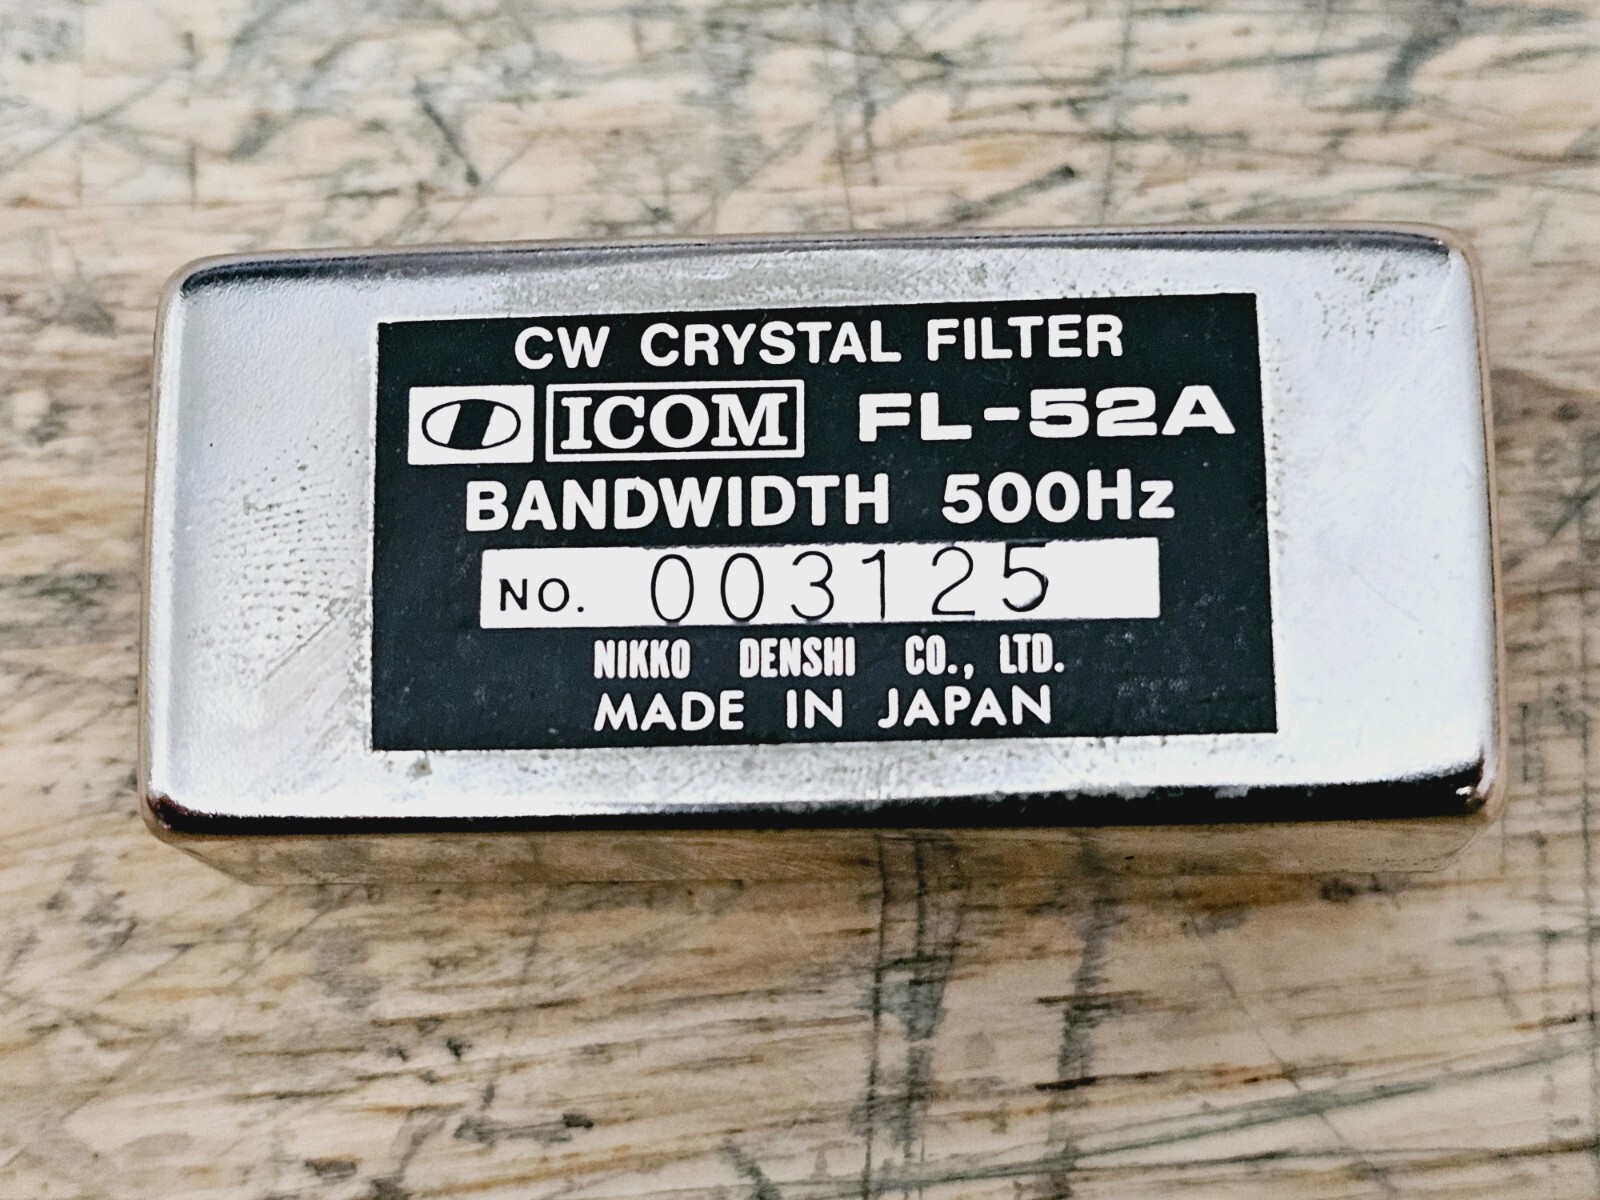 CW CRYSTAL FILTER
ICOM FL-52A
BANDWIDTH 500Hz
NO. 003125
NIKKO DENSHI CO., LTD.
MADE IN JAPAN